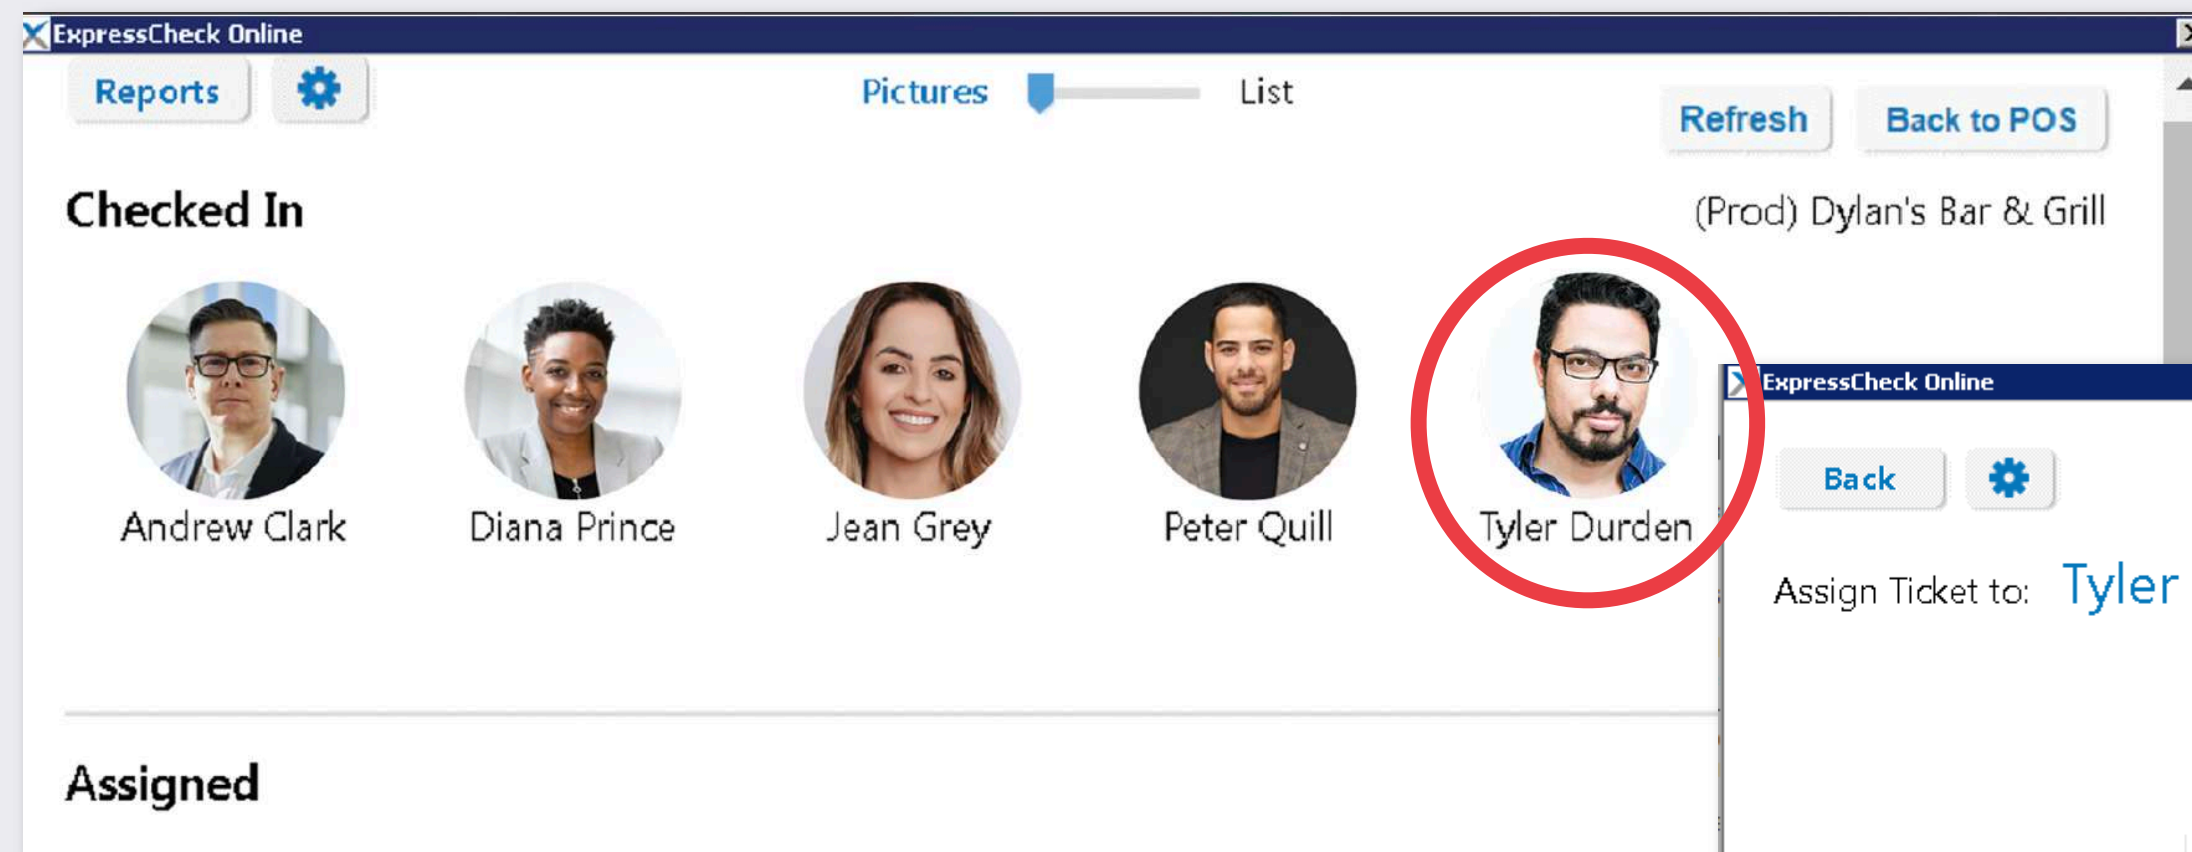 ExpressCheck Online
Reports
Pictures List
Refresh Back to POS
Checked In
(Prod) Dylan's Bar & Grill
Andrew Clark Diana Prince Jean Grey Peter Quill Tyler Durden
ExpressCheck Online
Back
Assign Ticket to: Tyler
Assigned